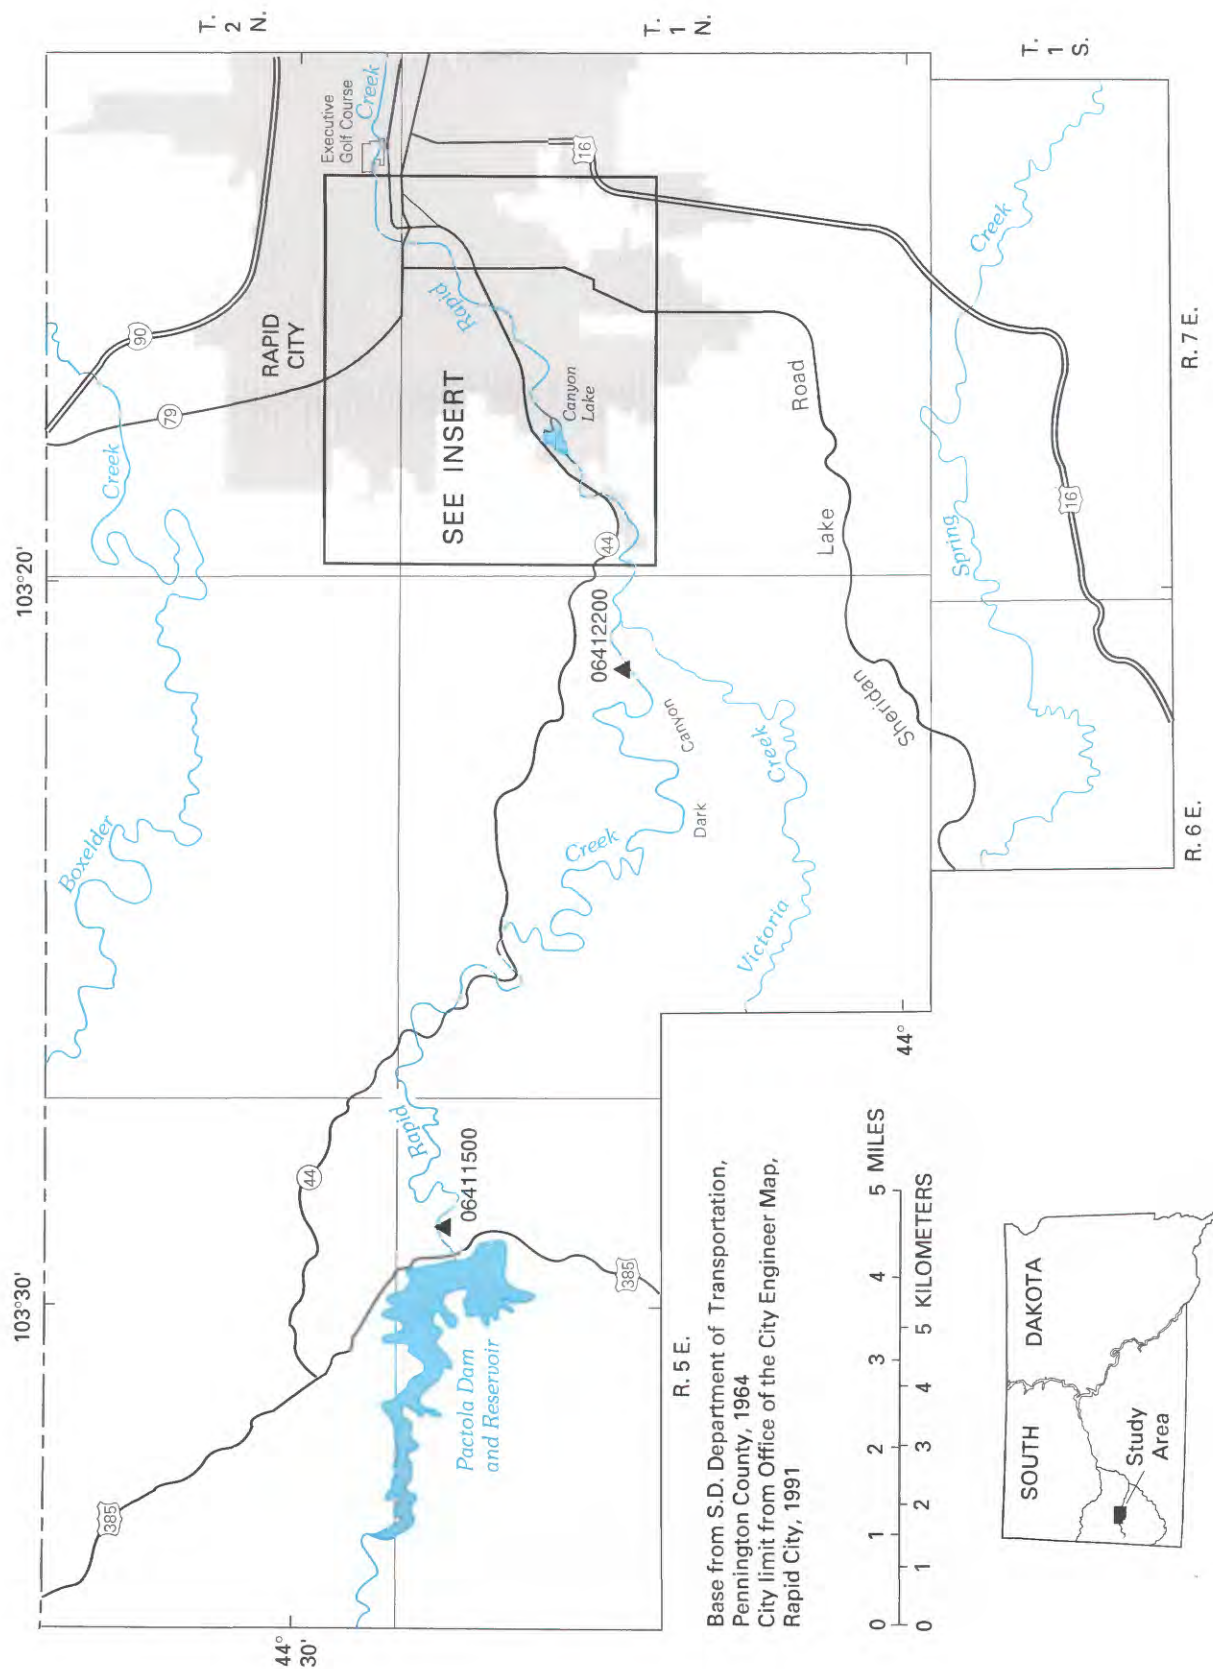 103°30'
103°20'
44°
30'
44°
T.
2
N.
T.
1
N.
T.
1
S.
R. 5 E.
R. 6 E.
R. 7 E.
385
44
385
Pactola Dam
and Reservoir
06411500
Rapid
Creek
Boxelder
Creek
79
90
RAPID
CITY
Executive
Golf Course
Creek
SEE INSERT
Rapid
Canyon
Lake
44
06412200
Dark
Canyon
Victoria
Creek
Sheridan
Lake
Road
16
Spring
Creek
16
Base from S.D. Department of Transportation,
Pennington County, 1964
City limit from Office of the City Engineer Map,
Rapid City, 1991
0 1 2 3 4 5 MILES
0 1 2 3 4 5 KILOMETERS
SOUTH
DAKOTA
Study
Area